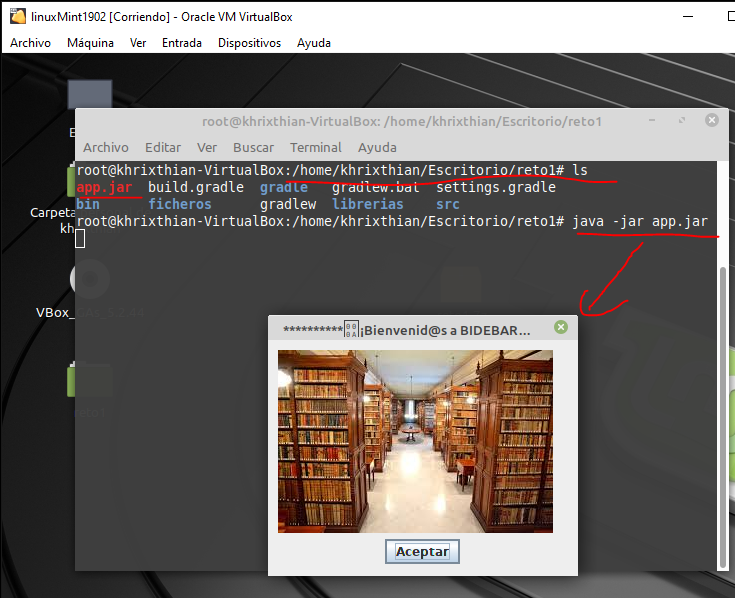 linuxMint1902 [Corriendo] - Oracle VM VirtualBox
Archivo Máquina Ver Entrada Dispositivos Ayuda
root@khrixthian-VirtualBox: /home/khrixthian/Escritorio/reto1
Archivo Editar Ver Buscar Terminal Ayuda
root@khrixthian-VirtualBox:/home/khrixthian/Escritorio/reto1# ls
app.jar build.gradle gradle gradlew.bat settings.gradle
bin ficheros gradlew librerias src
root@khrixthian-VirtualBox:/home/khrixthian/Escritorio/reto1# java -jar app.jar
Carpeta
kh
VBox_GAs_5.2.44
reto1
**********¡Bienvenid@s a BIDEBAR...
Aceptar